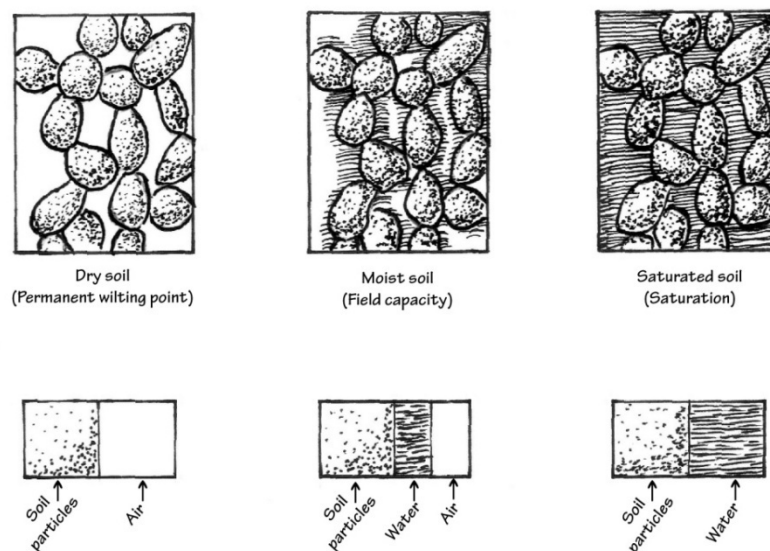 Dry soil
(Permanent wilting point)
Moist soil
(Field capacity)
Saturated soil
(Saturation)
Soil
particles
Air
Soil
particles
Water
Air
Soil
particles
Water